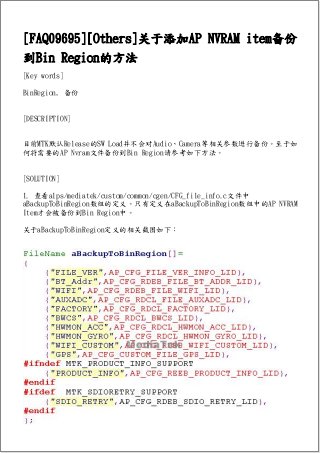 [FAQ09695][Others]关于添加AP NVRAM item备份
到Bin Region的方法
[Key words]
BinRegion, 备份
[DESCRIPTION]
目前MTK默认Release的SW Load并不会对Audio、Camera等相关参数进行备份。至于如
何将需要的AP Nvram文件备份到Bin Region请参考如下方法。
[SOLUTION]
1. 查看alps/mediatek/custom/common/cgen/CFG_file_info.c文件中
aBackupToBinRegion数组的定义。只有定义在aBackupToBinRegion数组中的AP NVRAM
Item才会被备份到Bin Region中。
关于aBackupToBinRegion定义的相关截图如下：
FileName aBackupToBinRegion[]=
{
{"FILE_VER",AP_CFG_FILE_VER_INFO_LID},
{"BT_Addr",AP_CFG_RDEB_FILE_BT_ADDR_LID},
{"WIFI",AP_CFG_RDEB_FILE_WIFI_LID},
{"AUXADC",AP_CFG_RDCL_FILE_AUXADC_LID},
{"FACTORY",AP_CFG_RDCL_FACTORY_LID},
{"BWCS",AP_CFG_RDCL_BWCS_LID},
{"HWMON_ACC",AP_CFG_RDCL_HWMON_ACC_LID},
{"HWMON_GYRO",AP_CFG_RDCL_HWMON_GYRO_LID},
{"WIFI_CUSTOM",AP_CFG_RDEB_WIFI_CUSTOM_LID},
{"GPS",AP_CFG_CUSTOM_FILE_GPS_LID},
#ifndef MTK_PRODUCT_INFO_SUPPORT
{"PRODUCT_INFO",AP_CFG_REEB_PRODUCT_INFO_LID},
#endif
#ifdef MTK_SDIORETRY_SUPPORT
{"SDIO_RETRY",AP_CFG_RDEB_SDIO_RETRY_LID},
#endif
};